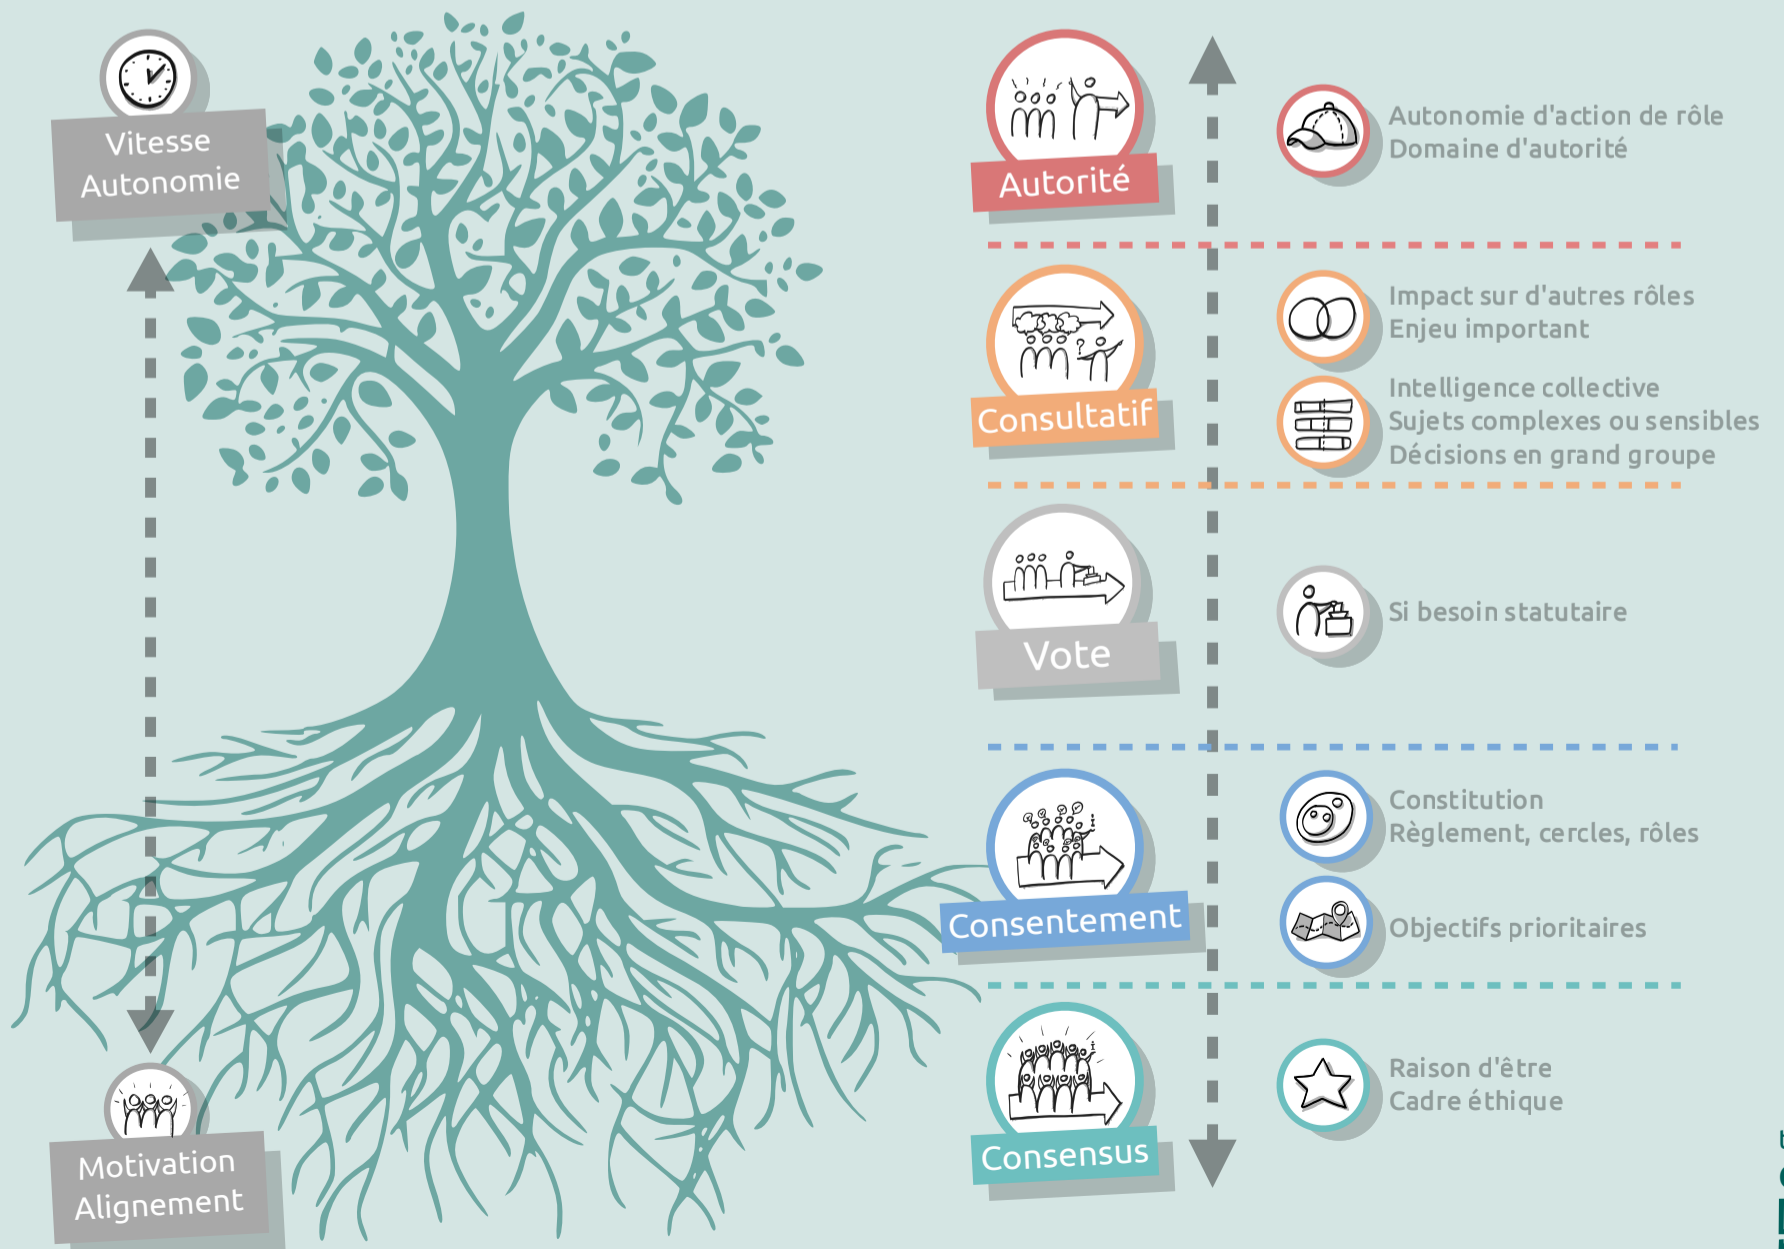 Vitesse
Autonomie
Motivation
Alignement
Autorité
Autonomie d'action de rôle
Domaine d'autorité
Consultatif
Impact sur d'autres rôles
Enjeu important
Intelligence collective
Sujets complexes ou sensibles
Décisions en grand groupe
Vote
Si besoin statutaire
Consentement
Constitution
Règlement, cercles, rôles
Objectifs prioritaires
Consensus
Raison d'être
Cadre éthique